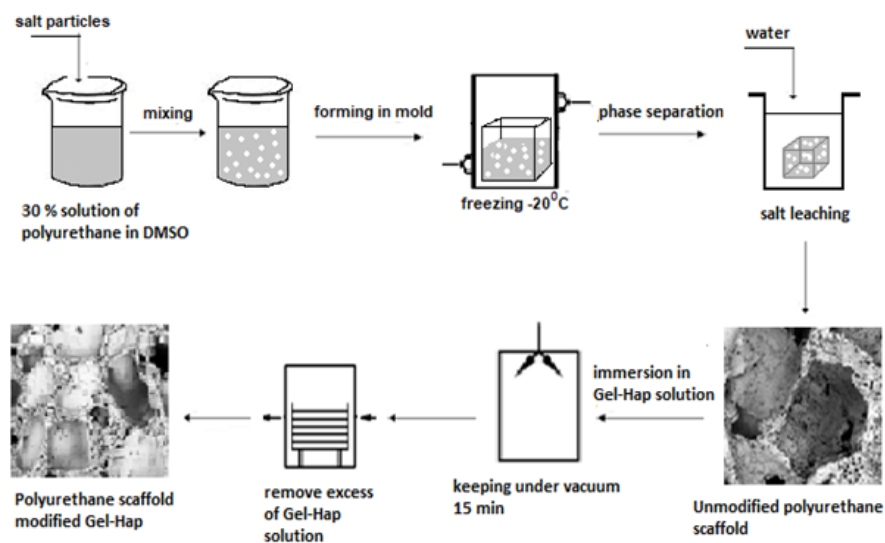 salt particles
mixing
30 % solution of
polyurethane in DMSO
forming in mold
freezing -20⁰C
phase separation
water
salt leaching
Unmodified polyurethane
scaffold
immersion in
Gel-Hap solution
keeping under vacuum
15 min
remove excess
of Gel-Hap
solution
Polyurethane scaffold
modified Gel-Hap